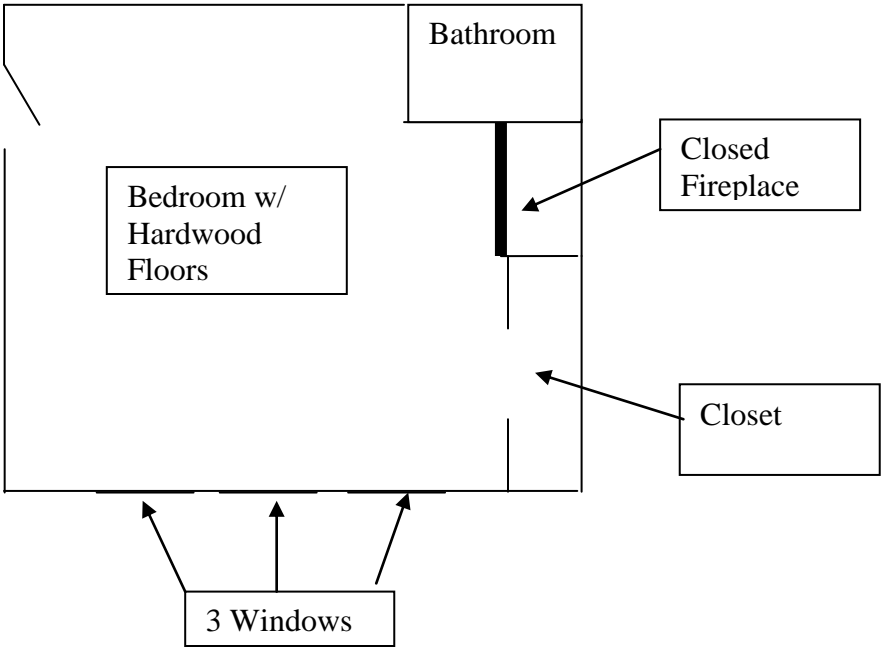 Bathroom
Closed
Fireplace
Bedroom w/
Hardwood
Floors
Closet
3 Windows